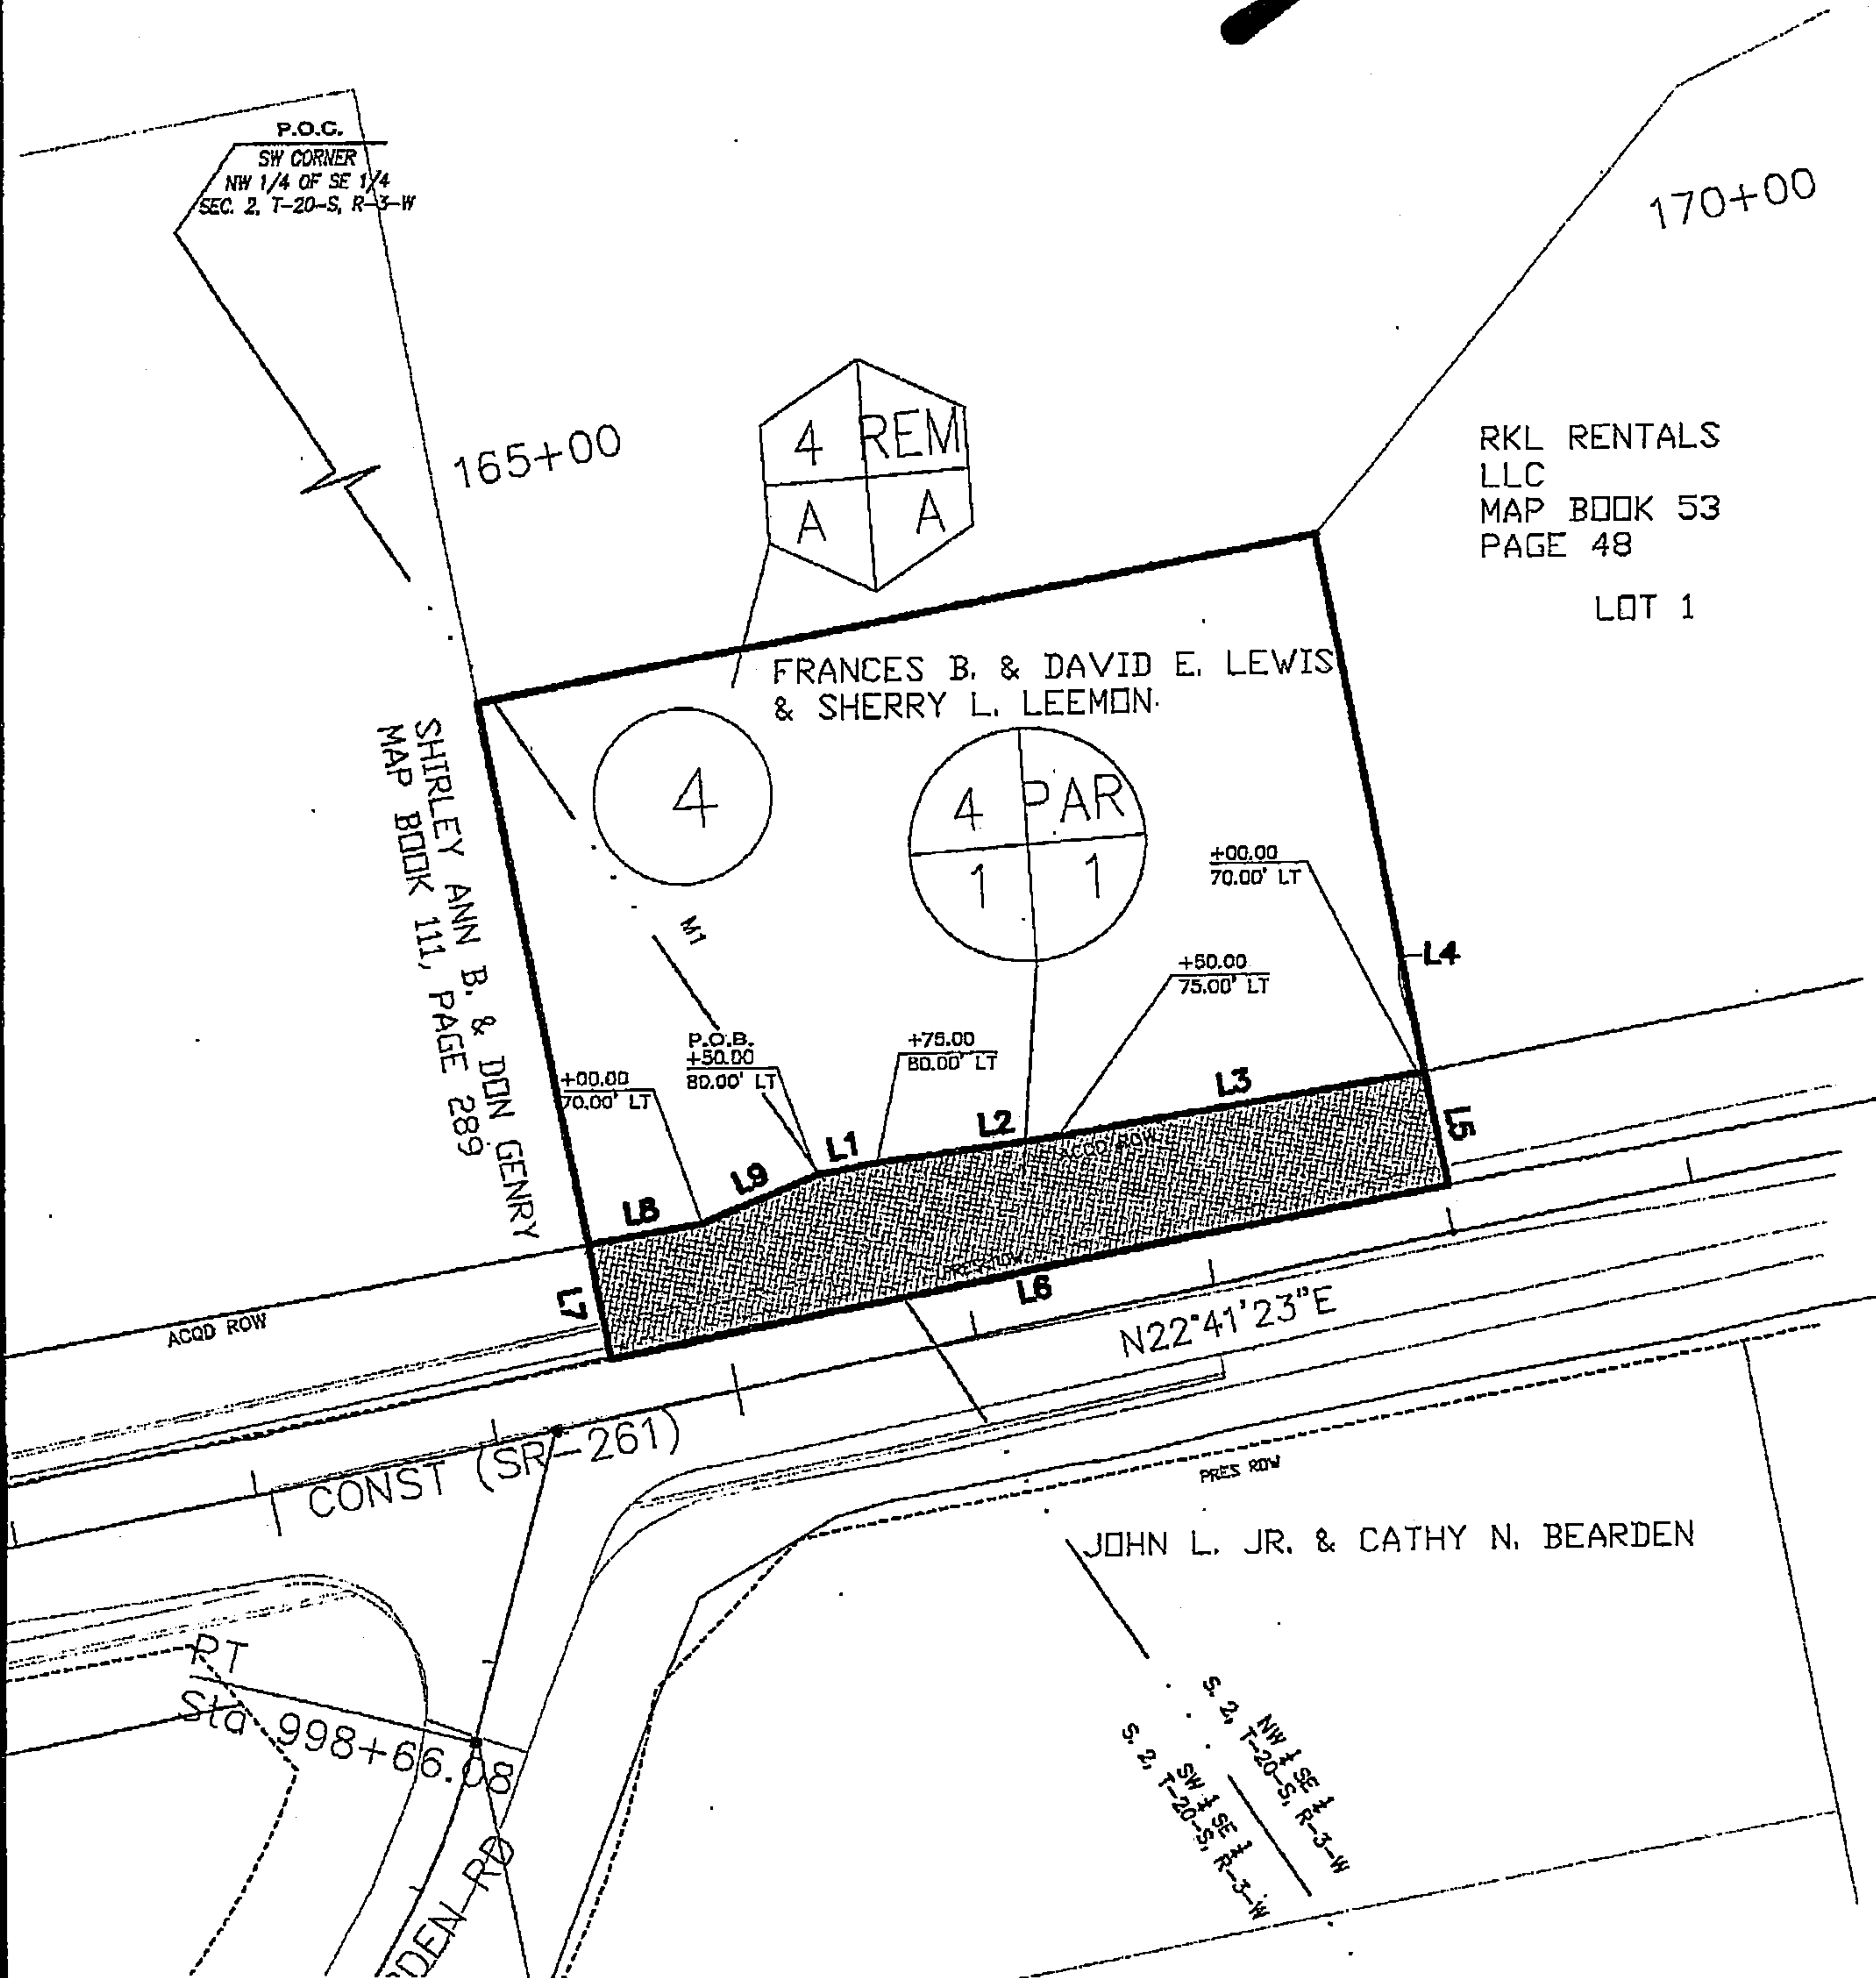 P.O.C.
SW CORNER
NW 1/4 OF SE 1/4
SEC. 2, T-20-S, R-3-W
170+00
165+00
4 REM
A A
RKL RENTALS
LLC
MAP BOOK 53
PAGE 48
LOT 1
FRANCES B. & DAVID E. LEWIS
& SHERRY L. LEEMON
SHIRLEY ANN B. & DON GENRY
MAP BOOK 111, PAGE 289
4
4 PAR
1 1
M1
+00.00
70.00' LT
L4
+50.00
75.00' LT
P.O.B.
+50.00
80.00' LT
+75.00
80.00' LT
+00.00
70.00' LT
L1
L2
L3
L5
L9
L8
L7
L6
ACQD ROW
PRES ROW
ACQD ROW
N22°41'23"E
CONST (SR-261)
PRES ROW
JOHN L. JR. & CATHY N. BEARDEN
PT
Sta 998+66.08
NW ¼ SE ¼
S. 2, T-20-S, R-3-W
SW ¼ SE ¼
S. 2, T-20-S, R-3-W
DEN RD